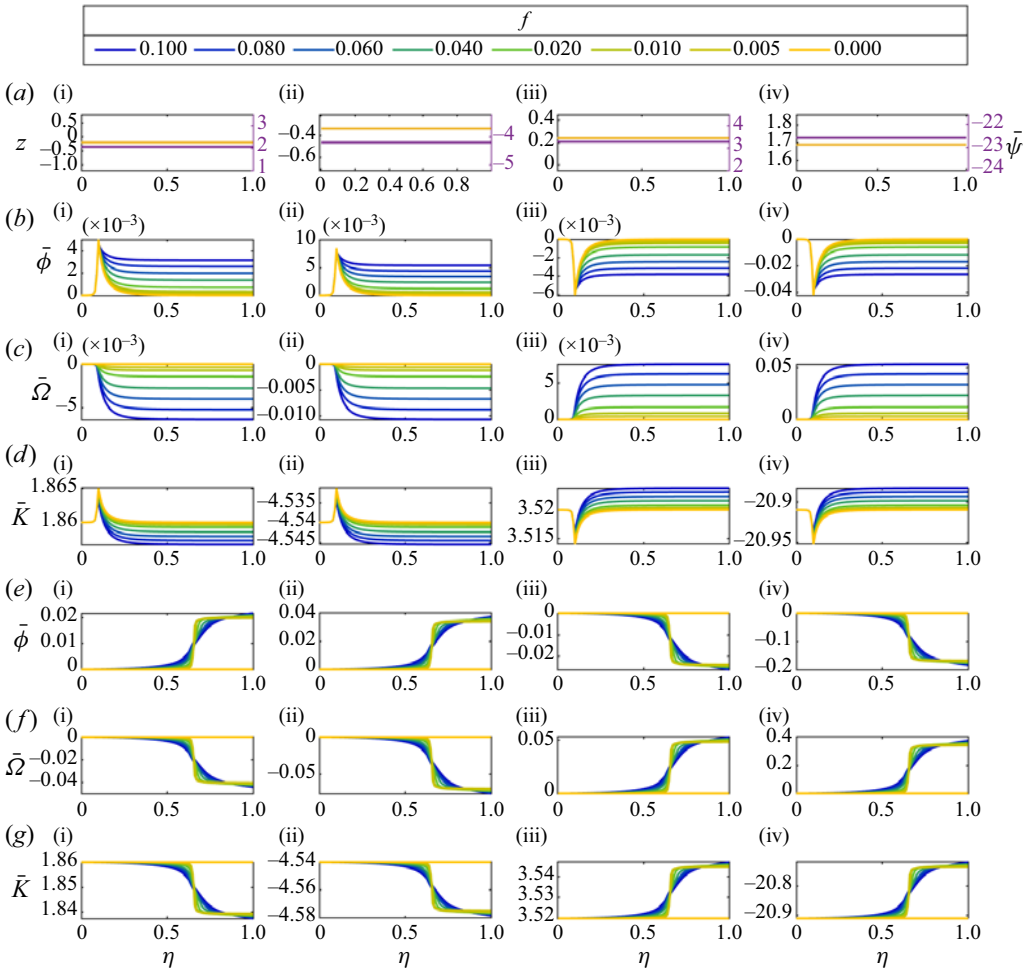 f
0.100 0.080 0.060 0.040 0.020 0.010 0.005 0.000
(a) (i) (ii) (iii) (iv)
z 0.5 0 −0.5 −1.0 3 2 1 −0.4 −0.6 −4 −5 0.4 0.2 0 4 3 2 1.8 1.7 1.6 −22 −23 −24 ψ̄
0 0.5 1.0 0 0.2 0.4 0.6 0.8 0 0.5 1.0 0 0.5 1.0
(b) (i) (×10−3) (ii) (×10−3) (iii) (×10−3) (iv)
ϕ̄ 4 2 0 10 5 0 0 −2 −4 −6 0 −0.02 −0.04
0 0.5 1.0 0 0.5 1.0 0 0.5 1.0 0 0.5 1.0
(c) (i) (×10−3) (ii) (iii) (×10−3) (iv)
Ω̄ 0 −5 0 −0.005 −0.010 5 0 0.05 0
0 0.5 1.0 0 0.5 1.0 0 0.5 1.0 0 0.5 1.0
(d) (i) (ii) (iii) (iv)
K̄ 1.865 1.86 −4.535 −4.54 −4.545 3.52 3.515 −20.9 −20.95
0 0.5 1.0 0 0.5 1.0 0 0.5 1.0 0 0.5 1.0
(e) (i) (ii) (iii) (iv)
ϕ̄ 0.02 0.01 0 0.04 0.02 0 0 −0.01 −0.02 0 −0.1 −0.2
0 0.5 1.0 0 0.5 1.0 0 0.5 1.0 0 0.5 1.0
(f) (i) (ii) (iii) (iv)
Ω̄ 0 −0.02 −0.04 0 −0.05 0.05 0 0.4 0.2 0
0 0.5 1.0 0 0.5 1.0 0 0.5 1.0 0 0.5 1.0
(g) (i) (ii) (iii) (iv)
K̄ 1.86 1.85 1.84 −4.54 −4.56 −4.58 3.54 3.53 3.52 −20.8 −20.9
0 0.5 1.0 0 0.5 1.0 0 0.5 1.0 0 0.5 1.0
η η η η